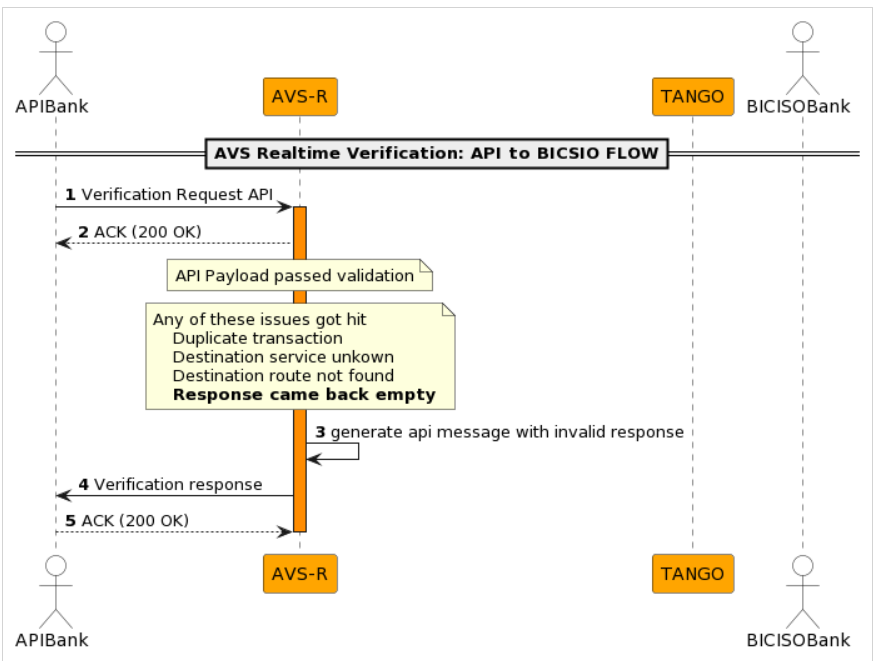 APIBank
AVS-R
TANGO
BICISOBank
AVS Realtime Verification: API to BICSIO FLOW
1 Verification Request API
2 ACK (200 OK)
API Payload passed validation
Any of these issues got hit
Duplicate transaction
Destination service unkown
Destination route not found
Response came back empty
3 generate api message with invalid response
4 Verification response
5 ACK (200 OK)
APIBank
AVS-R
TANGO
BICISOBank